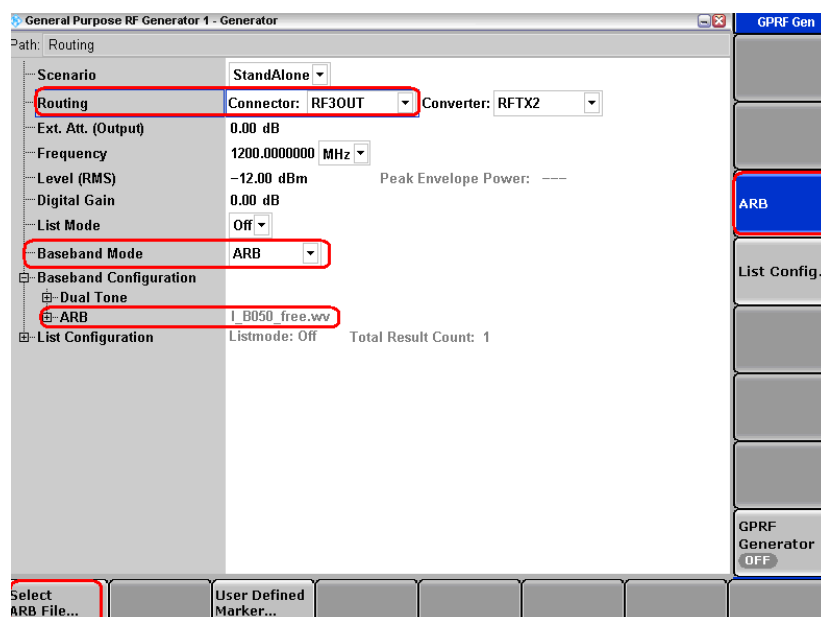 General Purpose RF Generator 1 - Generator
GPRF Gen
Path: Routing
Scenario StandAlone
Routing Connector: RF3OUT Converter: RFTX2
Ext. Att. (Output) 0.00 dB
Frequency 1200.0000000 MHz
Level (RMS) -12.00 dBm Peak Envelope Power: ---
Digital Gain 0.00 dB
ARB
List Mode Off
Baseband Mode ARB
List Config.
Baseband Configuration
Dual Tone
ARB I_B050_free.wv
List Configuration Listmode: Off Total Result Count: 1
GPRF
Generator
OFF
Select
ARB File...
User Defined
Marker...